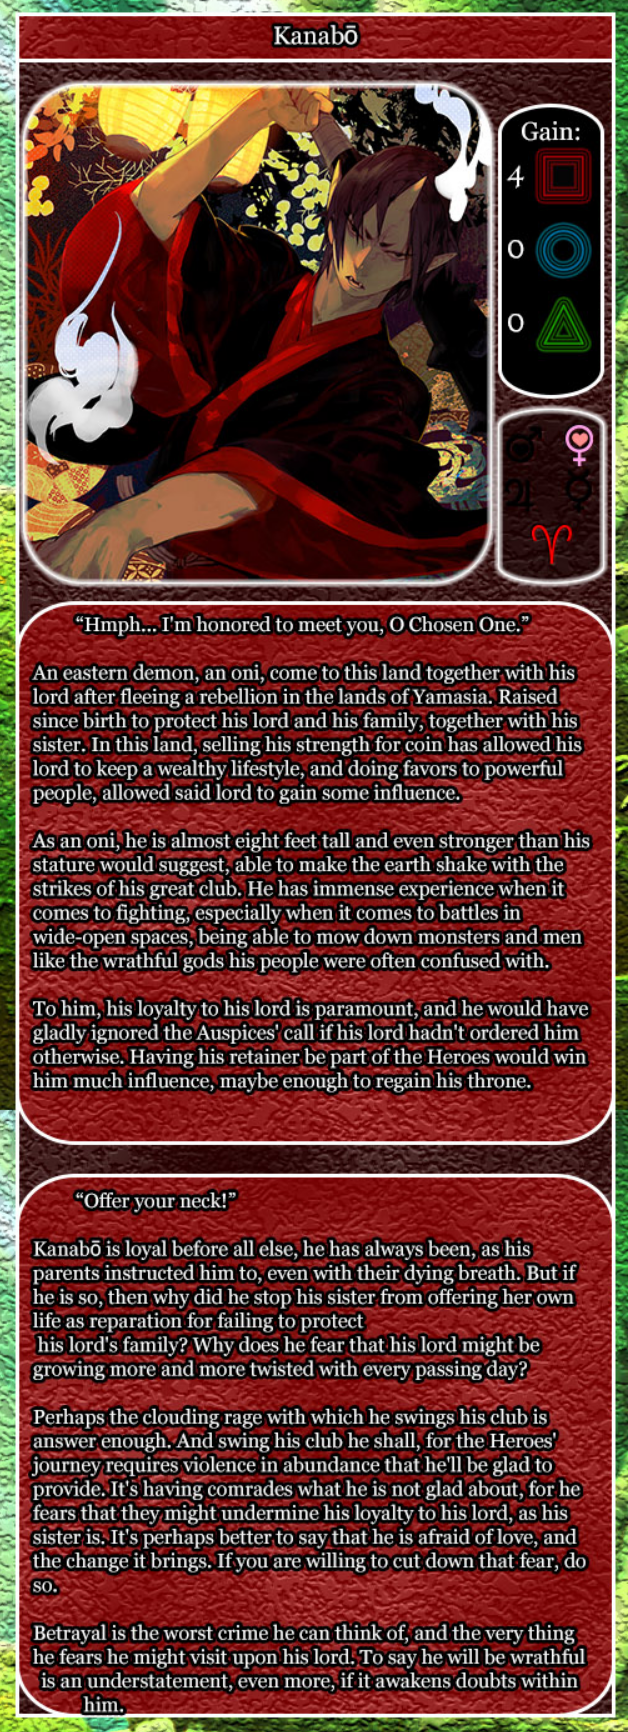 Kanabō
Gain:
4
0
0
“Hmph... I'm honored to meet you, O Chosen One.”
An eastern demon, an oni, come to this land together with his
lord after fleeing a rebellion in the lands of Yamasia. Raised
since birth to protect his lord and his family, together with his
sister. In this land, selling his strength for coin has allowed his
lord to keep a wealthy lifestyle, and doing favors to powerful
people, allowed said lord to gain some influence.
As an oni, he is almost eight feet tall and even stronger than his
stature would suggest, able to make the earth shake with the
strikes of his great club. He has immense experience when it
comes to fighting, especially when it comes to battles in
wide-open spaces, being able to mow down monsters and men
like the wrathful gods his people were often confused with.
To him, his loyalty to his lord is paramount, and he would have
gladly ignored the Auspices' call if his lord hadn't ordered him
otherwise. Having his retainer be part of the Heroes would win
him much influence, maybe enough to regain his throne.
“Offer your neck!”
Kanabō is loyal before all else, he has always been, as his
parents instructed him to, even with their dying breath. But if
he is so, then why did he stop his sister from offering her own
life as reparation for failing to protect
his lord's family? Why does he fear that his lord might be
growing more and more twisted with every passing day?
Perhaps the clouding rage with which he swings his club is
answer enough. And swing his club he shall, for the Heroes'
journey requires violence in abundance that he'll be glad to
provide. It's having comrades what he is not glad about, for he
fears that they might undermine his loyalty to his lord, as his
sister is. It's perhaps better to say that he is afraid of love, and
the change it brings. If you are willing to cut down that fear, do
so.
Betrayal is the worst crime he can think of, and the very thing
he fears he might visit upon his lord. To say he will be wrathful
is an understatement, even more, if it awakens doubts within
him.